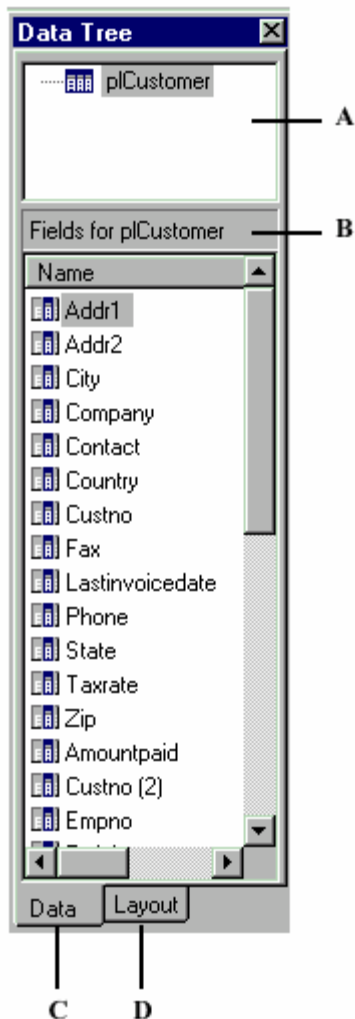 Data Tree
plCustomer
A
Fields for plCustomer
B
Name
Addr1
Addr2
City
Company
Contact
Country
Custno
Fax
Lastinvoicedate
Phone
State
Taxrate
Zip
Amountpaid
Custno (2)
Empno
Data
Layout
C
D